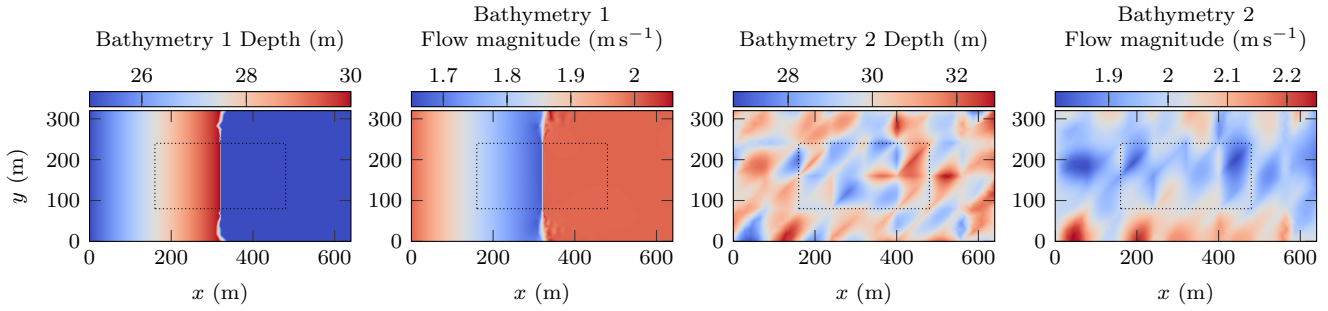 Bathymetry 1 Depth (m)
26 28 30
300
200
100
0
y (m)
0 200 400 600
x (m)
Bathymetry 1
Flow magnitude (m s⁻¹)
1.7 1.8 1.9 2
300
200
100
0
0 200 400 600
x (m)
Bathymetry 2 Depth (m)
28 30 32
300
200
100
0
0 200 400 600
x (m)
Bathymetry 2
Flow magnitude (m s⁻¹)
1.9 2 2.1 2.2
300
200
100
0
0 200 400 600
x (m)